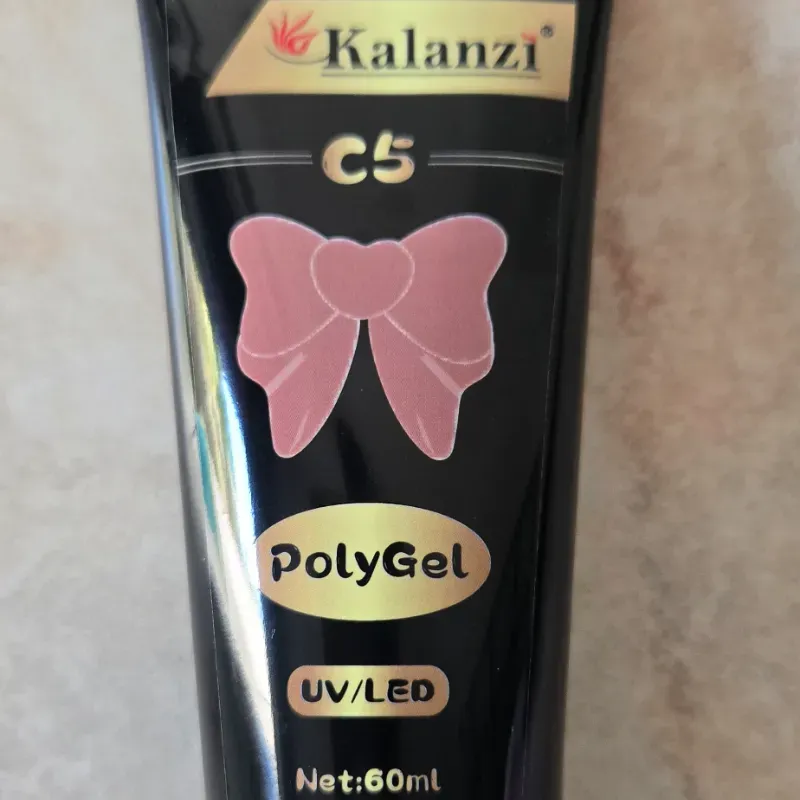 Kalanzi®
C5
PolyGel
UV/LED
Net:60ml